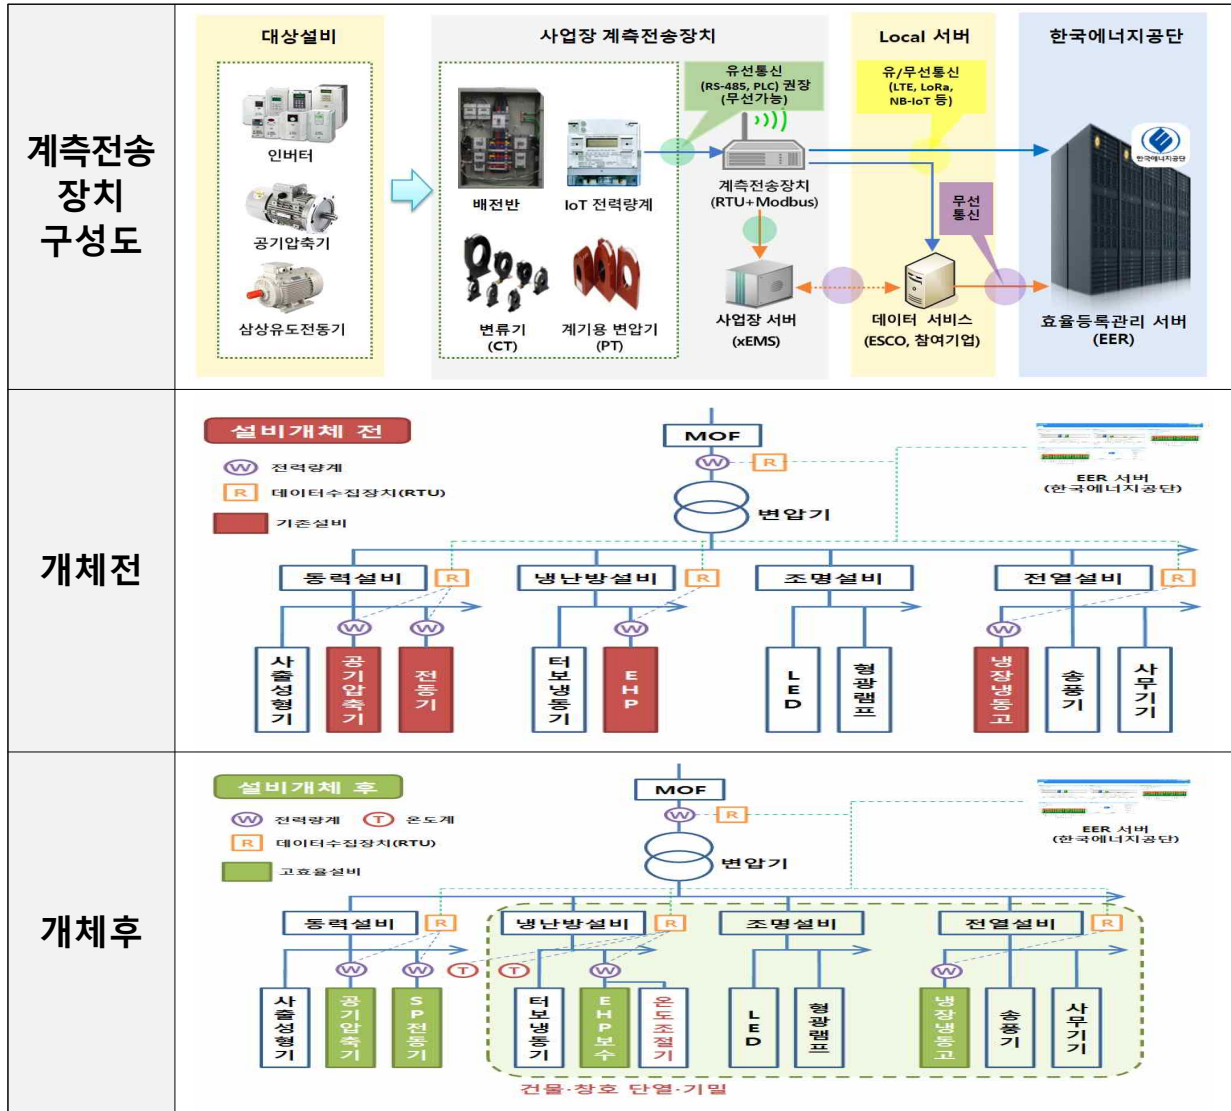 계측전송
장치
구성도
대상설비
인버터
공기압축기
삼상유도전동기
사업장 계측전송장치
배전반
IoT 전력량계
변류기
(CT)
계기용 변압기
(PT)
유선통신
(RS-485, PLC) 권장
(무선가능)
계측전송장치
(RTU+Modbus)
사업장 서버
(xEMS)
Local 서버
유/무선통신
(LTE, LoRa,
NB-IoT 등)
데이터 서비스
(ESCO, 참여기업)
무선
통신
한국에너지공단
한국에너지공단
효율등록관리 서버
(EER)
개체전
설비개체 전
W 전력량계
R 데이터수집장치(RTU)
기존설비
MOF
W
R
변압기
EER 서버
(한국에너지공단)
동력설비
R
냉난방설비
R
조명설비
전열설비
R
W
W
W
W
사출성형기
공기압축기
전동기
터보냉동기
EHP
LED
형광램프
냉장냉동고
송풍기
사무기기
개체후
설비개체 후
W 전력량계
T 온도계
R 데이터수집장치(RTU)
고효율설비
MOF
W
R
변압기
EER 서버
(한국에너지공단)
동력설비
R
냉난방설비
R
조명설비
전열설비
R
W
W
T
T
W
W
사출성형기
공기압축기
SP전동기
터보냉동기
EHP보수
온도조절기
LED
형광램프
냉장냉동고
송풍기
사무기기
건물·창호 단열·기밀